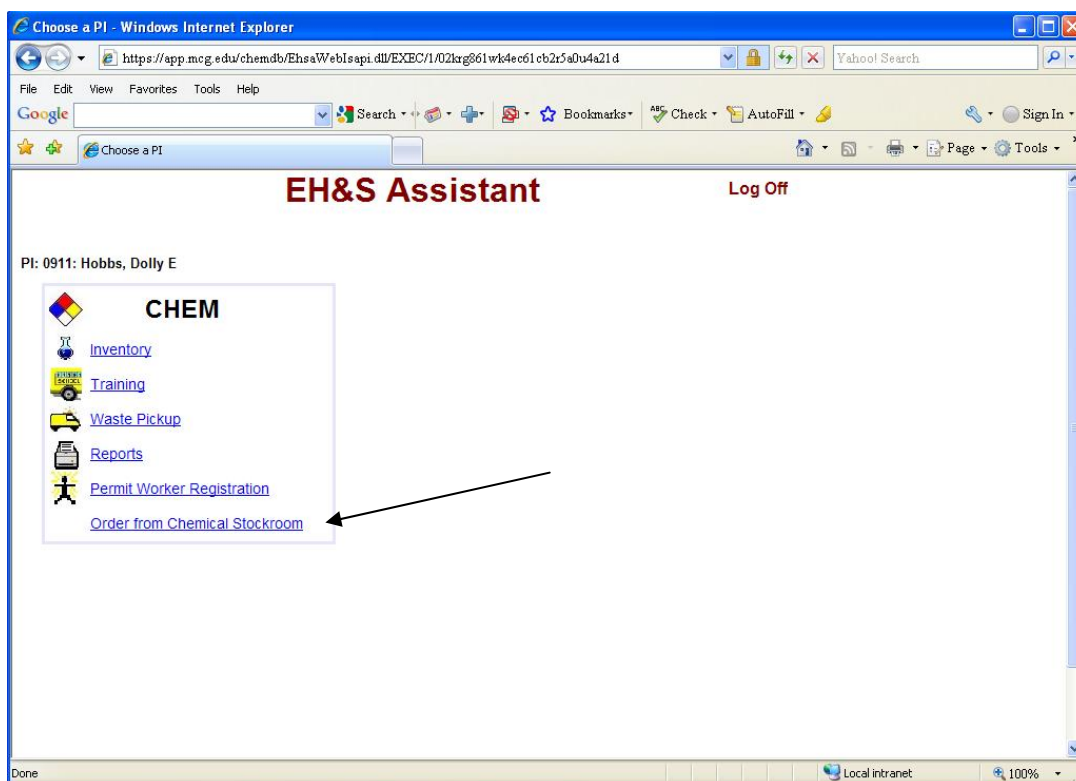 Choose a PI - Windows Internet Explorer
https://app.mcg.edu/chemdb/EhsaWebIsapi.dll/EXEC/1/02krg861wk4ec61cb2r5a0u4a21d
Yahoo! Search
File Edit View Favorites Tools Help
Google Search Bookmarks ABC Check AutoFill Sign In
Choose a PI Page Tools
EH&S Assistant Log Off
PI: 0911: Hobbs, Dolly E
CHEM
Inventory
Training
Waste Pickup
Reports
Permit Worker Registration
Order from Chemical Stockroom
Done Local intranet 100%